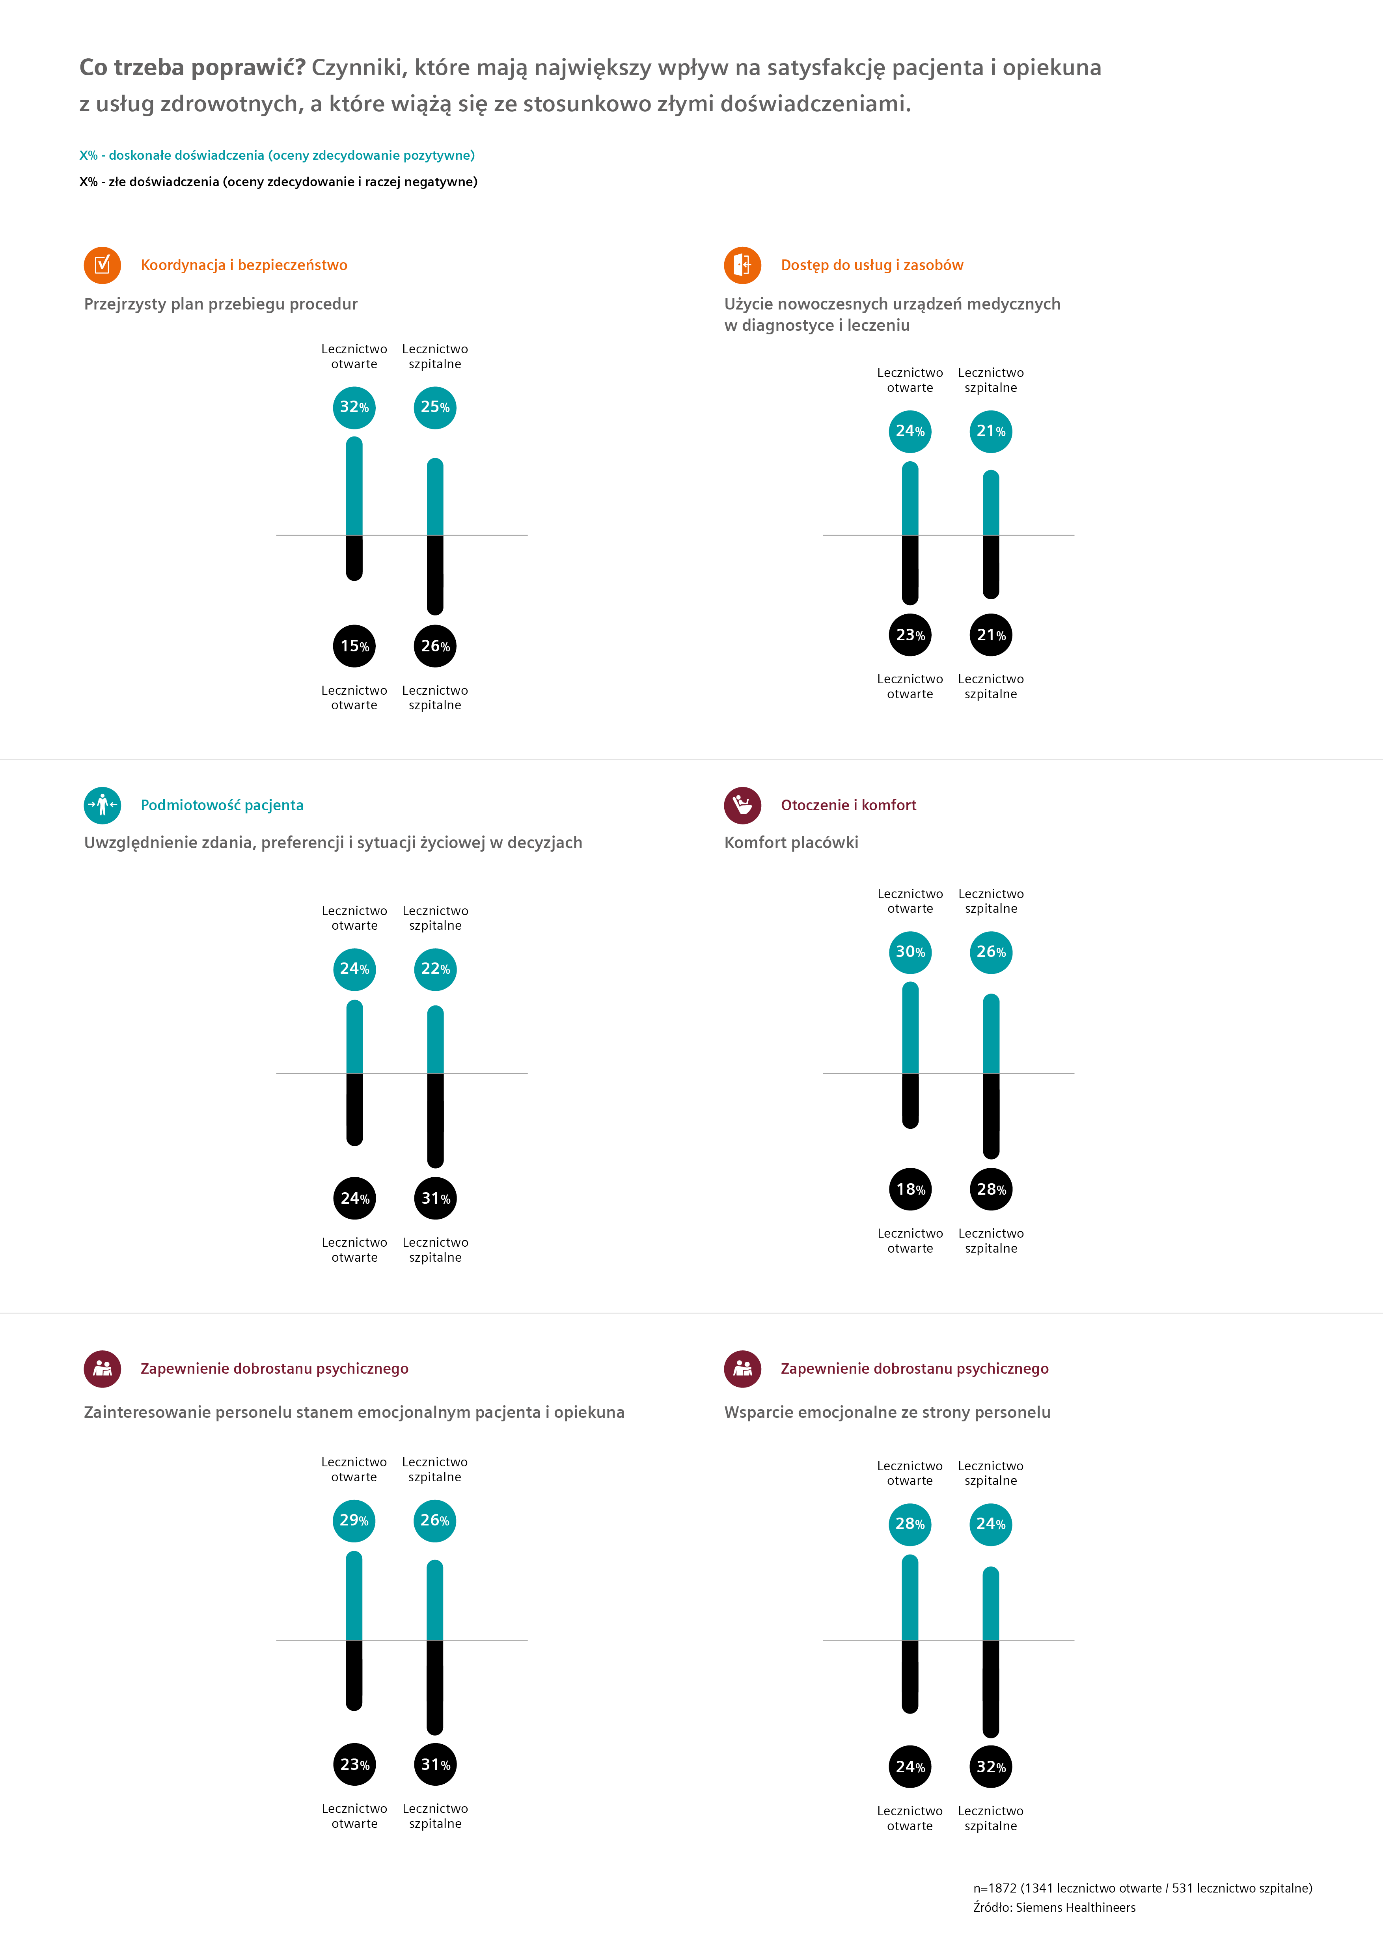 Co trzeba poprawić? Czynniki, które mają największy wpływ na satysfakcję pacjenta i opiekuna
z usług zdrowotnych, a które wiążą się ze stosunkowo złymi doświadczeniami.
X% - doskonałe doświadczenia (oceny zdecydowanie pozytywne)
X% - złe doświadczenia (oceny zdecydowanie i raczej negatywne)
Koordynacja i bezpieczeństwo
Przejrzysty plan przebiegu procedur
Lecznictwo Lecznictwo
otwarte szpitalne
32% 25%
15% 26%
Lecznictwo Lecznictwo
otwarte szpitalne
Dostęp do usług i zasobów
Użycie nowoczesnych urządzeń medycznych
w diagnostyce i leczeniu
Lecznictwo Lecznictwo
otwarte szpitalne
24% 21%
23% 21%
Lecznictwo Lecznictwo
otwarte szpitalne
Podmiotowość pacjenta
Uwzględnienie zdania, preferencji i sytuacji życiowej w decyzjach
Lecznictwo Lecznictwo
otwarte szpitalne
24% 22%
24% 31%
Lecznictwo Lecznictwo
otwarte szpitalne
Otoczenie i komfort
Komfort placówki
Lecznictwo Lecznictwo
otwarte szpitalne
30% 26%
18% 28%
Lecznictwo Lecznictwo
otwarte szpitalne
Zapewnienie dobrostanu psychicznego
Zainteresowanie personelu stanem emocjonalnym pacjenta i opiekuna
Lecznictwo Lecznictwo
otwarte szpitalne
29% 26%
23% 31%
Lecznictwo Lecznictwo
otwarte szpitalne
Zapewnienie dobrostanu psychicznego
Wsparcie emocjonalne ze strony personelu
Lecznictwo Lecznictwo
otwarte szpitalne
28% 24%
24% 32%
Lecznictwo Lecznictwo
otwarte szpitalne
n=1872 (1341 lecznictwo otwarte / 531 lecznictwo szpitalne)
Źródło: Siemens Healthineers